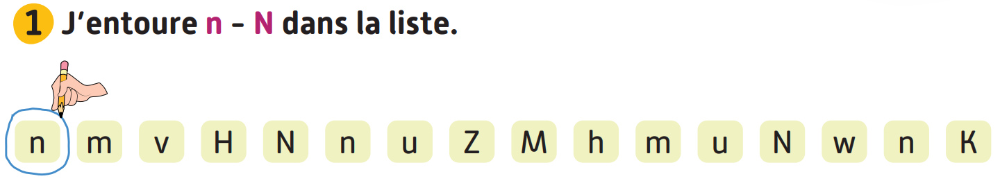 1 J'entoure n – N dans la liste.
n m v H N n u Z M h m u N w n K